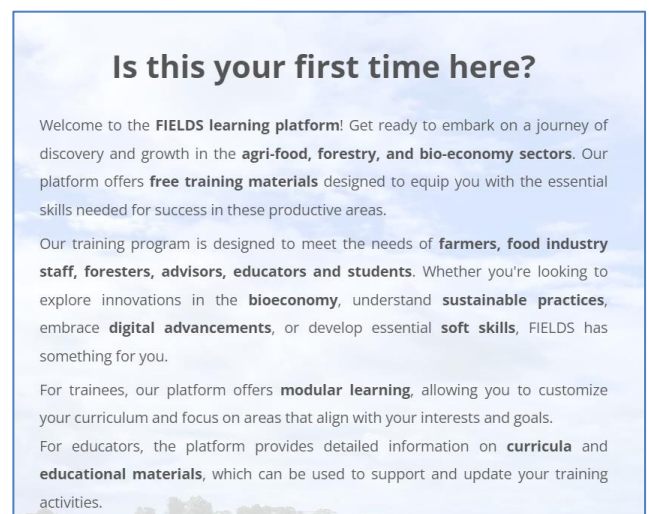 Is this your first time here?
Welcome to the FIELDS learning platform! Get ready to embark on a journey of
discovery and growth in the agri-food, forestry, and bio-economy sectors. Our
platform offers free training materials designed to equip you with the essential
skills needed for success in these productive areas.
Our training program is designed to meet the needs of farmers, food industry
staff, foresters, advisors, educators and students. Whether you're looking to
explore innovations in the bioeconomy, understand sustainable practices,
embrace digital advancements, or develop essential soft skills, FIELDS has
something for you.
For trainees, our platform offers modular learning, allowing you to customize
your curriculum and focus on areas that align with your interests and goals.
For educators, the platform provides detailed information on curricula and
educational materials, which can be used to support and update your training
activities.